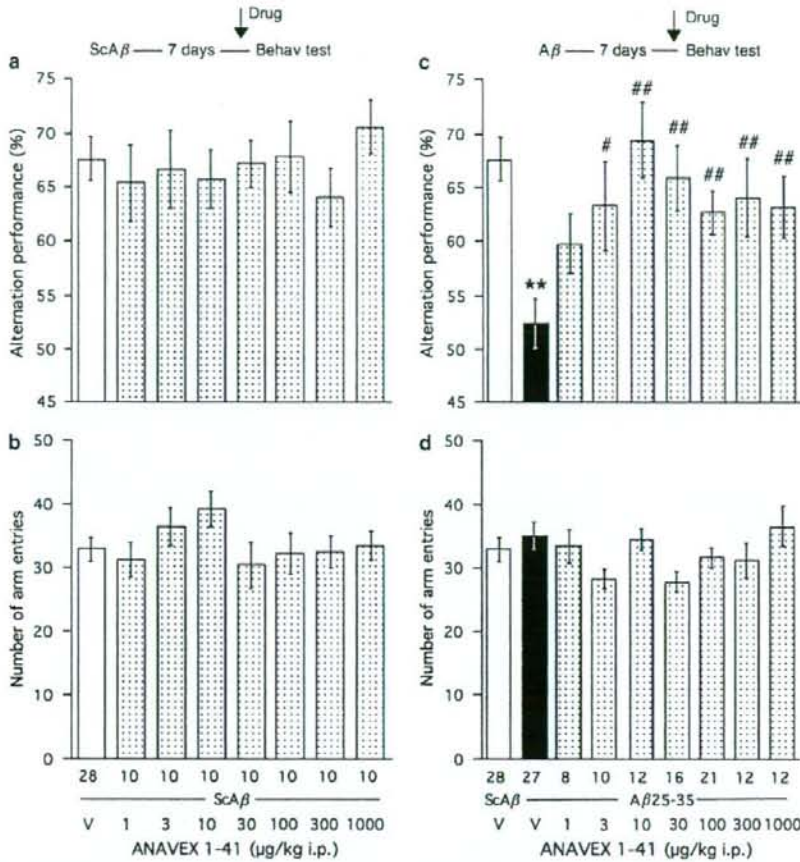 Drug
ScAβ — 7 days — Behav test
a
Alternation performance (%)
75
70
65
60
55
50
45
b
Number of arm entries
50
40
30
20
10
0
28 10 10 10 10 10 10 10
ScAβ
V 1 3 10 30 100 300 1000
ANAVEX 1-41 (µg/kg i.p.)
Drug
Aβ — 7 days — Behav test
c
Alternation performance (%)
75
70
65
60
55
50
45
**
#
##
##
##
##
##
d
Number of arm entries
50
40
30
20
10
0
28 27 8 10 12 16 21 12 12
ScAβ Aβ25-35
V V 1 3 10 30 100 300 1000
ANAVEX 1-41 (µg/kg i.p.)